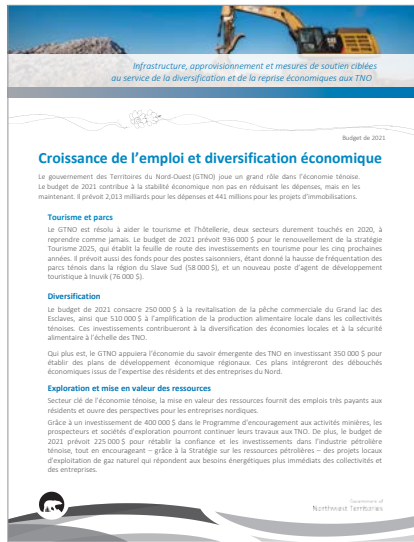 Infrastructure, approvisionnement et mesures de soutien ciblées
au service de la diversification et de la reprise économiques aux TNO
Budget de 2021
Croissance de l'emploi et diversification économique
Le gouvernement des Territoires du Nord-Ouest (GTNO) joue un grand rôle dans l'économie ténoise.
Le budget de 2021 contribue à la stabilité économique non pas en réduisant les dépenses, mais en les
maintenant. Il prévoit 2,013 milliards pour les dépenses et 441 millions pour les projets d'immobilisations.
Tourisme et parcs
Le GTNO est résolu à aider le tourisme et l'hôtellerie, deux secteurs durement touchés en 2020, à
reprendre comme jamais. Le budget de 2021 prévoit 936 000 $ pour le renouvellement de la stratégie
Tourisme 2025, qui établit la feuille de route des investissements en tourisme pour les cinq prochaines
années. Il prévoit aussi des fonds pour des postes saisonniers, étant donné la hausse de fréquentation des
parcs ténois dans la région du Slave Sud (58 000 $), et un nouveau poste d'agent de développement
touristique à Inuvik (76 000 $).
Diversification
Le budget de 2021 consacre 250 000 $ à la revitalisation de la pêche commerciale du Grand lac des
Esclaves, ainsi que 510 000 $ à l'amplification de la production alimentaire locale dans les collectivités
ténoises. Ces investissements contribueront à la diversification des économies locales et à la sécurité
alimentaire à l'échelle des TNO.
Qui plus est, le GTNO appuiera l'économie du savoir émergente des TNO en investissant 350 000 $ pour
établir des plans de développement économique régionaux. Ces plans intégreront des débouchés
économiques issus de l'expertise des résidents et des entreprises du Nord.
Exploration et mise en valeur des ressources
Secteur clé de l'économie ténoise, la mise en valeur des ressources fournit des emplois très payants aux
résidents et ouvre des perspectives pour les entreprises nordiques.
Grâce à un investissement de 400 000 $ dans le Programme d'encouragement aux activités minières, les
prospecteurs et sociétés d'exploration pourront continuer leurs travaux aux TNO. De plus, le budget de
2021 prévoit 225 000 $ pour rétablir la confiance et les investissements dans l'industrie pétrolière
ténoise, tout en encourageant – grâce à la Stratégie sur les ressources pétrolières – des projets locaux
d'exploitation de gaz naturel qui répondent aux besoins énergétiques plus immédiats des collectivités et
des entreprises.
Government of
Northwest Territories